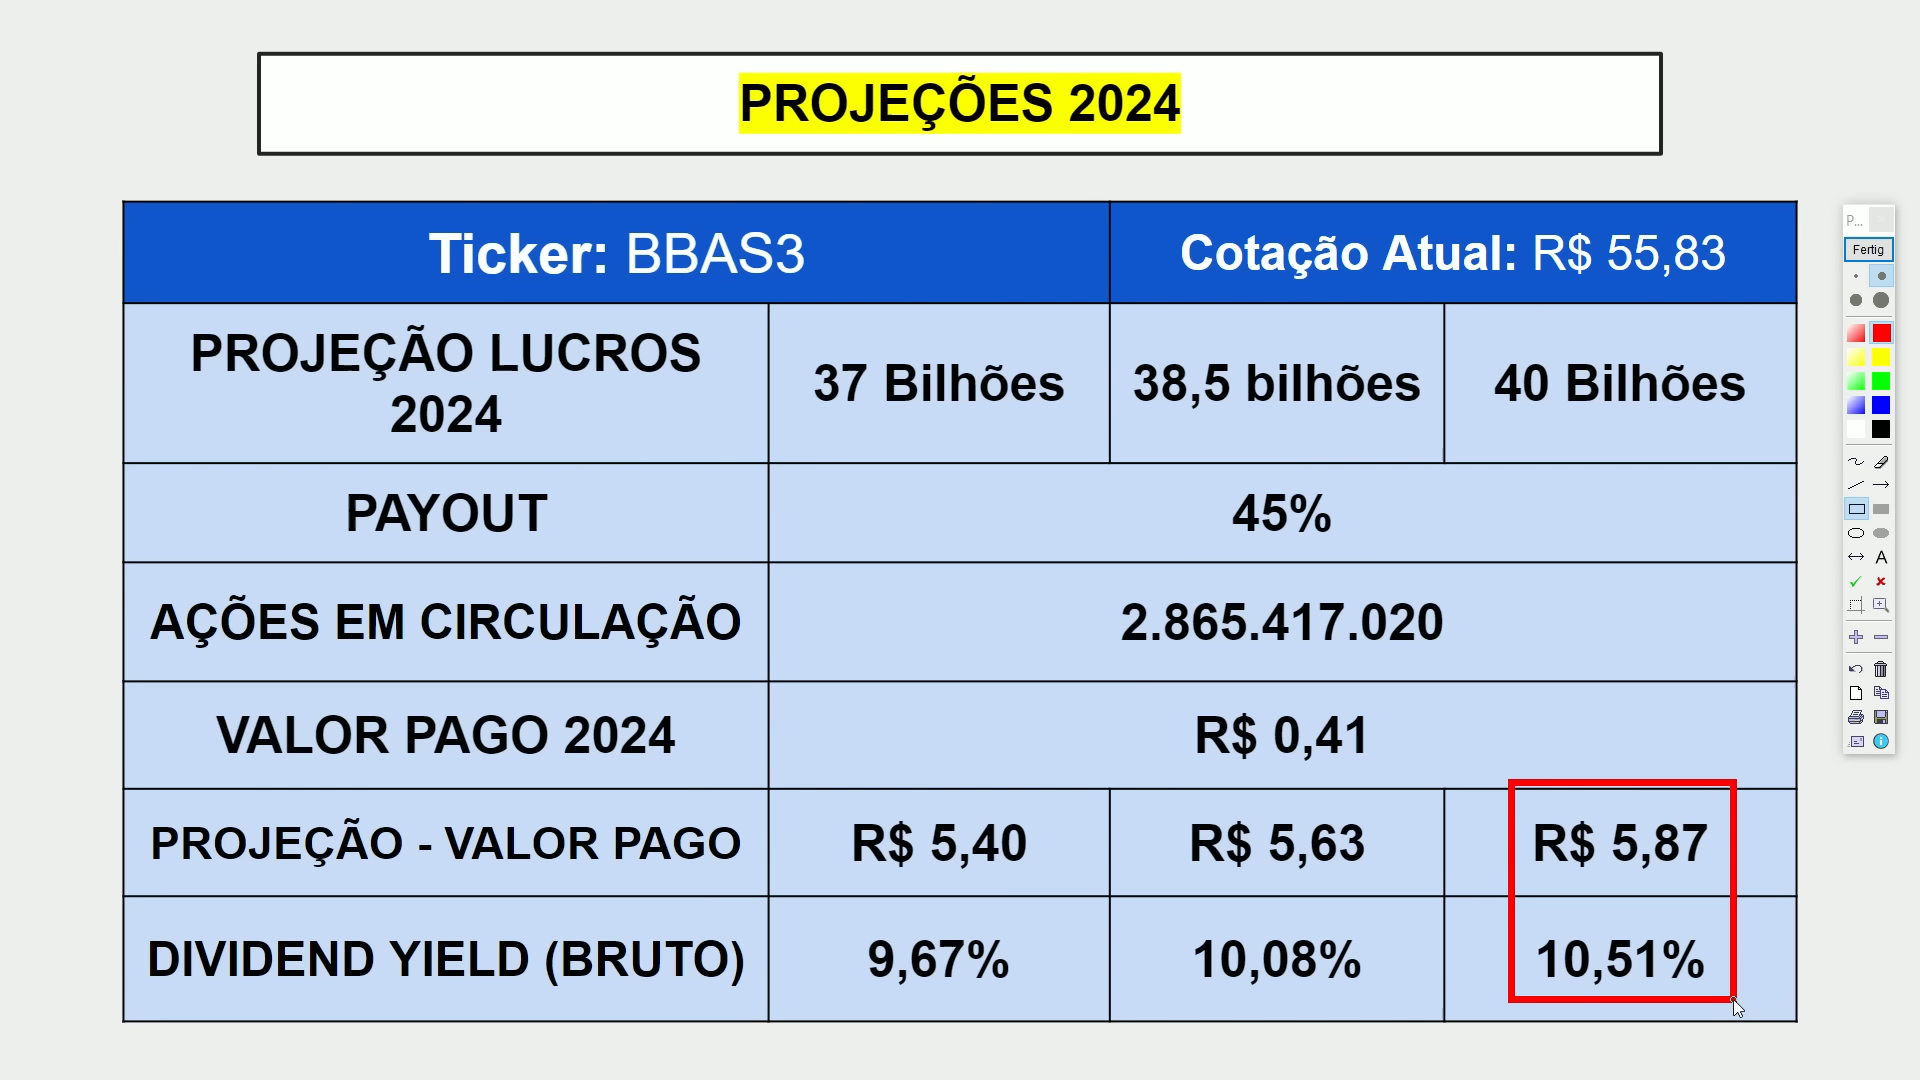 PROJEÇÕES 2024
Ticker: BBAS3
Cotação Atual: R$ 55,83
PROJEÇÃO LUCROS
2024
37 Bilhões
38,5 bilhões
40 Bilhões
PAYOUT
45%
AÇÕES EM CIRCULAÇÃO
2.865.417.020
VALOR PAGO 2024
R$ 0,41
PROJEÇÃO - VALOR PAGO
R$ 5,40
R$ 5,63
R$ 5,87
DIVIDEND YIELD (BRUTO)
9,67%
10,08%
10,51%
P...
Fertig
A